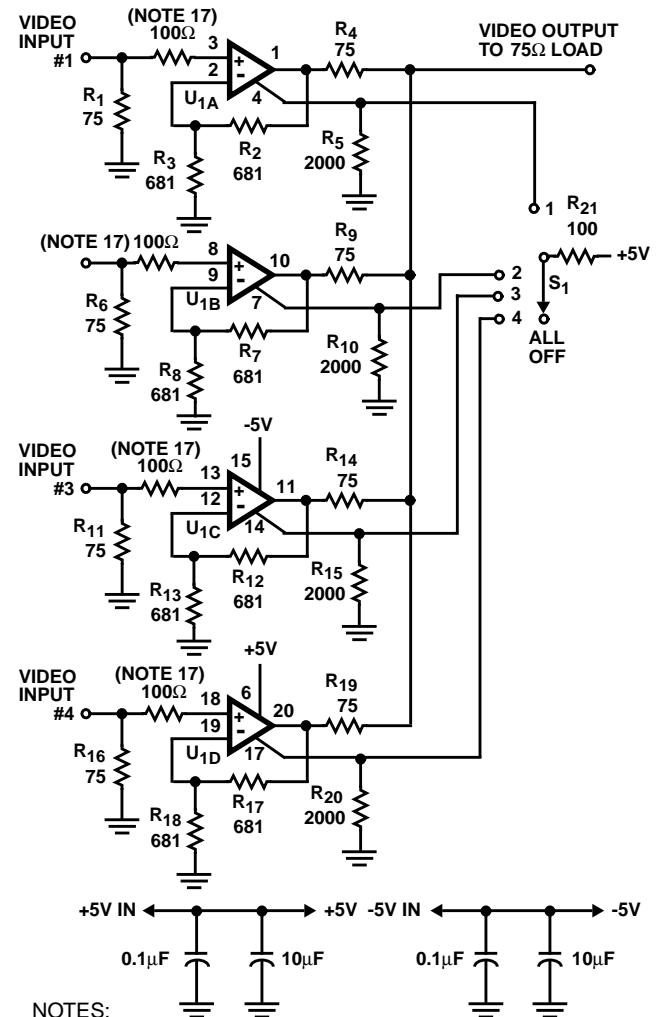 VIDEO INPUT #1
(NOTE 17)
100Ω
3
2
1
4
+
-
U1A
R1
75
R3
681
R2
681
R4
75
R5
2000
VIDEO OUTPUT
TO 75Ω LOAD
1
R21
100
+5V
S1
2
3
4
ALL
OFF
(NOTE 17) 100Ω
8
9
10
7
+
-
U1B
R6
75
R8
681
R7
681
R9
75
R10
2000
-5V
VIDEO
INPUT
#3
(NOTE 17)
100Ω
13
12
15
11
14
+
-
U1C
R11
75
R13
681
R12
681
R14
75
R15
2000
+5V
VIDEO
INPUT
#4
(NOTE 17)
100Ω
18
19
6
20
17
+
-
U1D
R16
75
R18
681
R17
681
R19
75
R20
2000
+5V IN
+5V
-5V IN
-5V
0.1μF
10μF
0.1μF
10μF
NOTES: